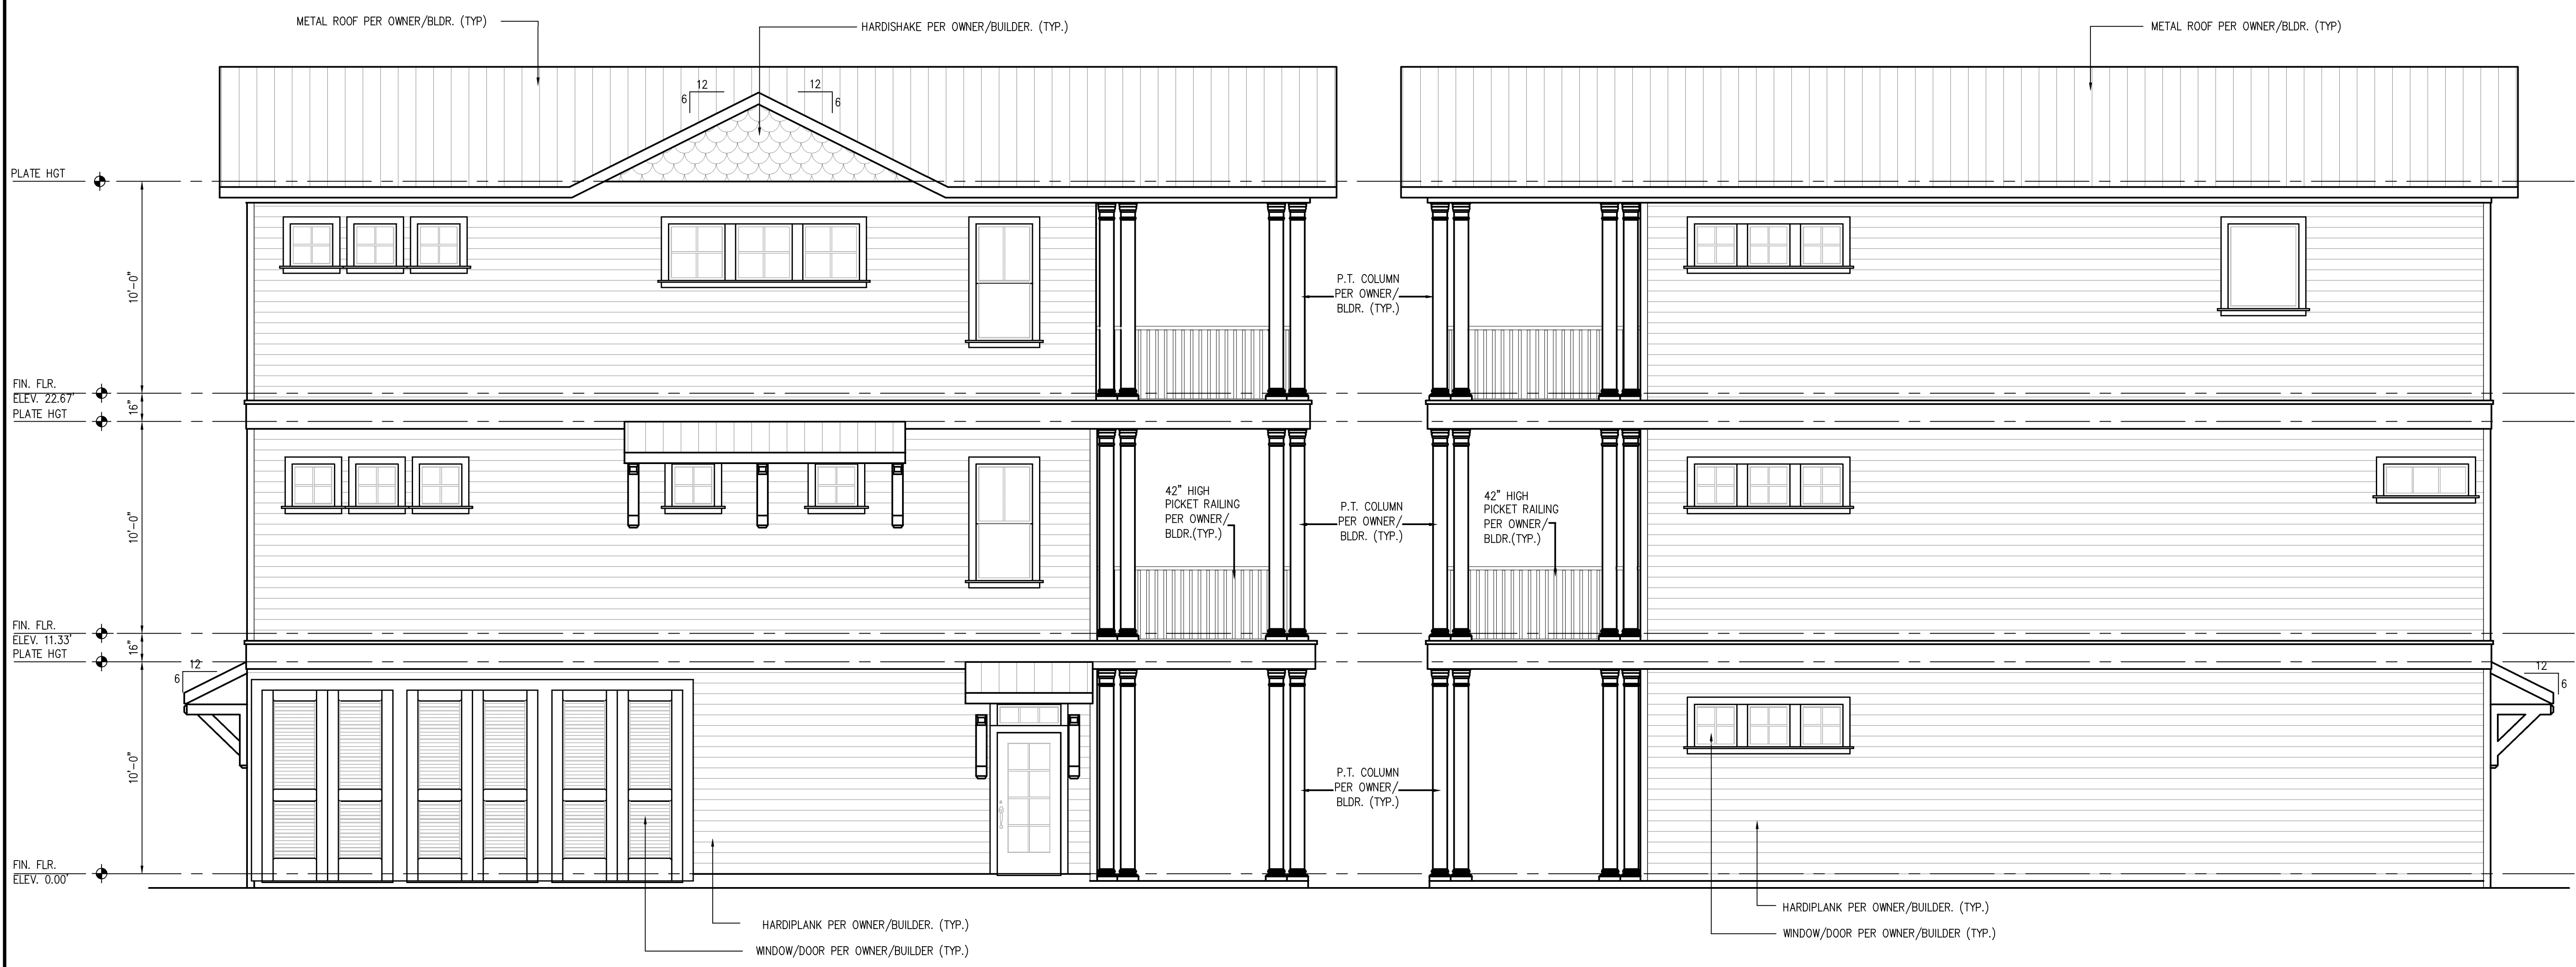 METAL ROOF PER OWNER/BLDR. (TYP)
HARDISHAKE PER OWNER/BUILDER. (TYP.)
METAL ROOF PER OWNER/BLDR. (TYP)
12
6
12
6
PLATE HGT
10'-0"
P.T. COLUMN
PER OWNER/
BLDR. (TYP.)
FIN. FLR.
ELEV. 22.67'
16"
PLATE HGT
10'-0"
42" HIGH
PICKET RAILING
PER OWNER/
BLDR.(TYP.)
P.T. COLUMN
PER OWNER/
BLDR. (TYP.)
42" HIGH
PICKET RAILING
PER OWNER/
BLDR.(TYP.)
FIN. FLR.
ELEV. 11.33'
16"
PLATE HGT
12
6
12
6
10'-0"
P.T. COLUMN
PER OWNER/
BLDR. (TYP.)
FIN. FLR.
ELEV. 0.00'
HARDIPLANK PER OWNER/BUILDER. (TYP.)
WINDOW/DOOR PER OWNER/BUILDER (TYP.)
HARDIPLANK PER OWNER/BUILDER. (TYP.)
WINDOW/DOOR PER OWNER/BUILDER (TYP.)